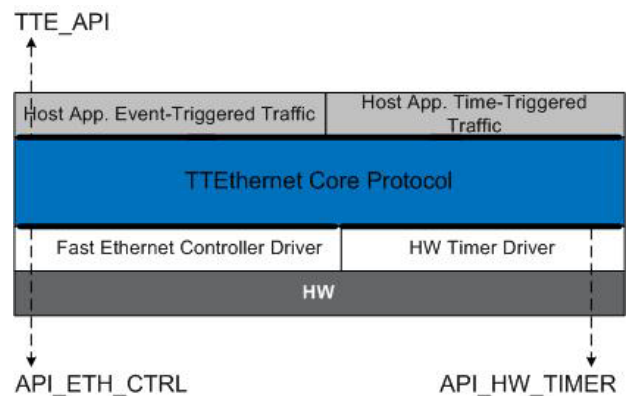 TTE_API
Host App. Event-Triggered Traffic
Host App. Time-Triggered
Traffic
TTEthernet Core Protocol
Fast Ethernet Controller Driver
HW Timer Driver
HW
API_ETH_CTRL
API_HW_TIMER